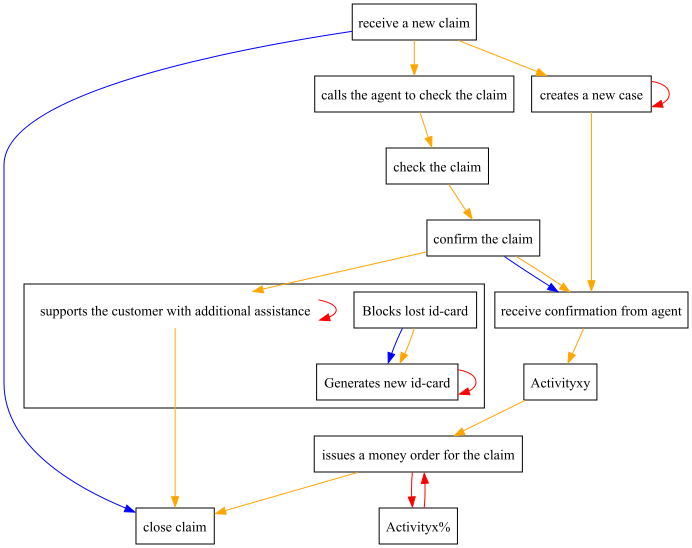 receive a new claim
calls the agent to check the claim
creates a new case
check the claim
confirm the claim
supports the customer with additional assistance
Blocks lost id-card
receive confirmation from agent
Generates new id-card
Activityxy
issues a money order for the claim
close claim
Activityx%